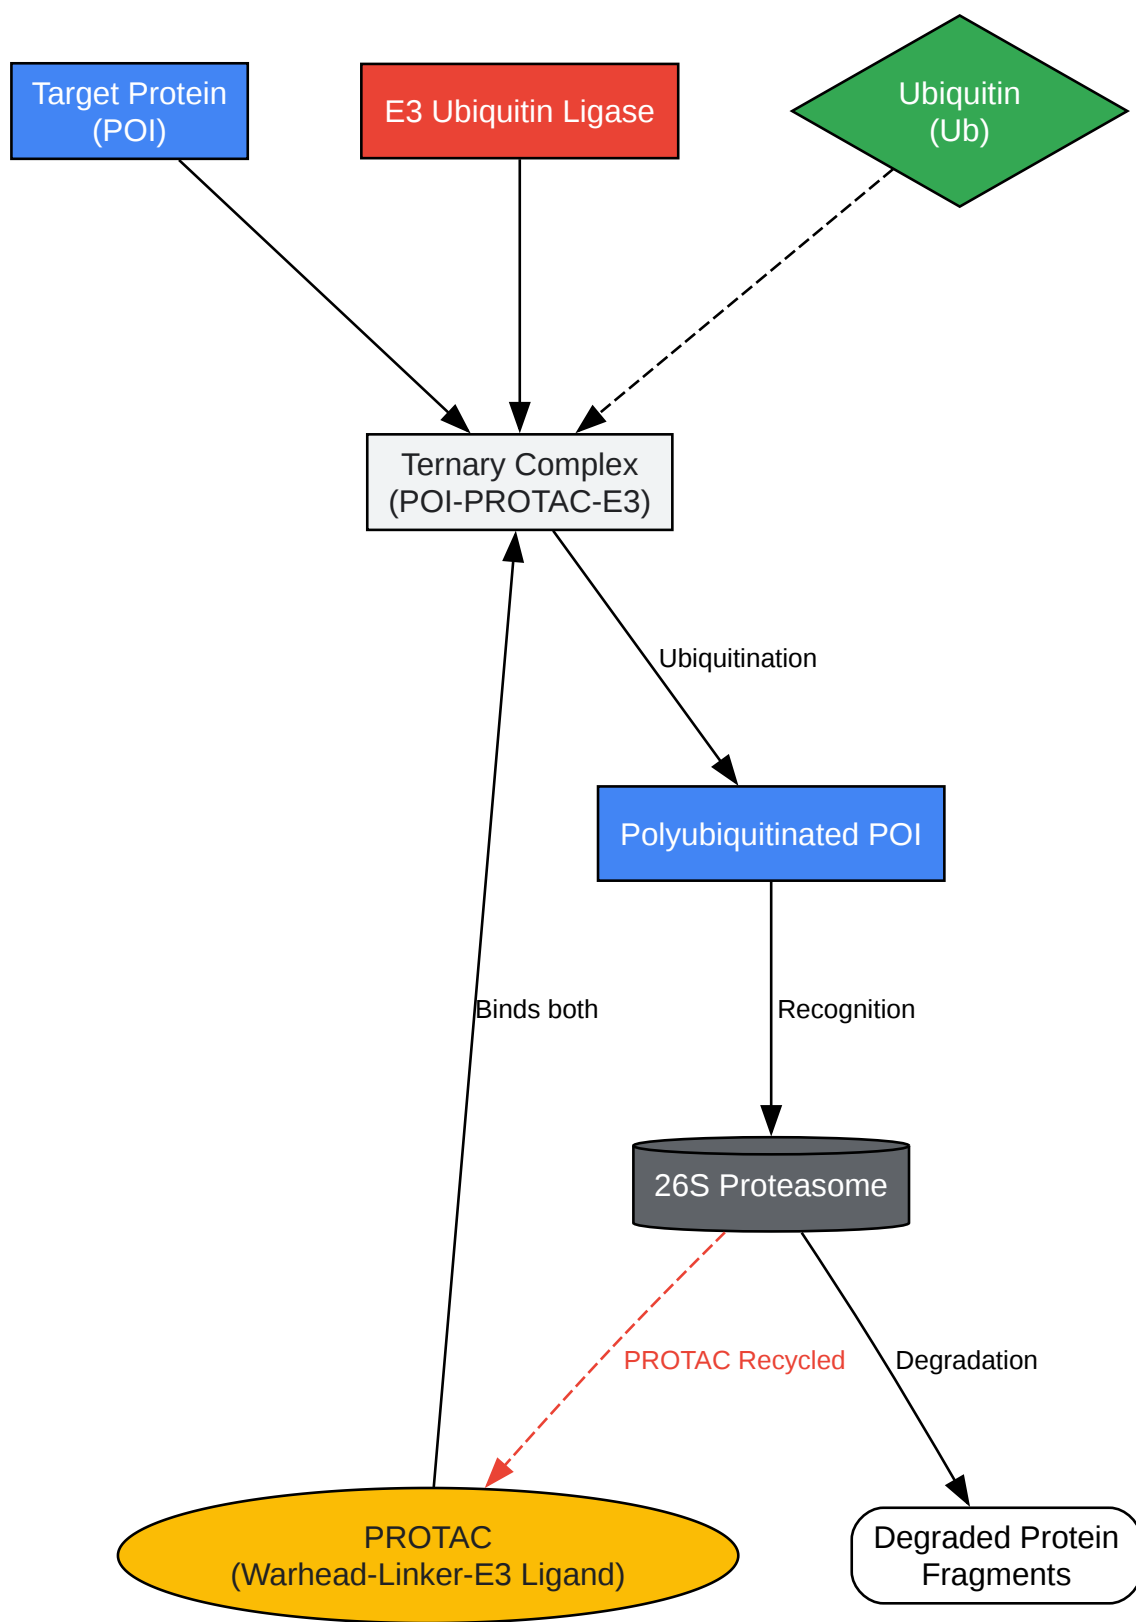 Target Protein
(POI)
E3 Ubiquitin Ligase
Ubiquitin
(Ub)
Ternary Complex
(POI-PROTAC-E3)
Ubiquitination
Polyubiquitinated POI
Binds both
Recognition
26S Proteasome
PROTAC Recycled
Degradation
PROTAC
(Warhead-Linker-E3 Ligand)
Degraded Protein
Fragments